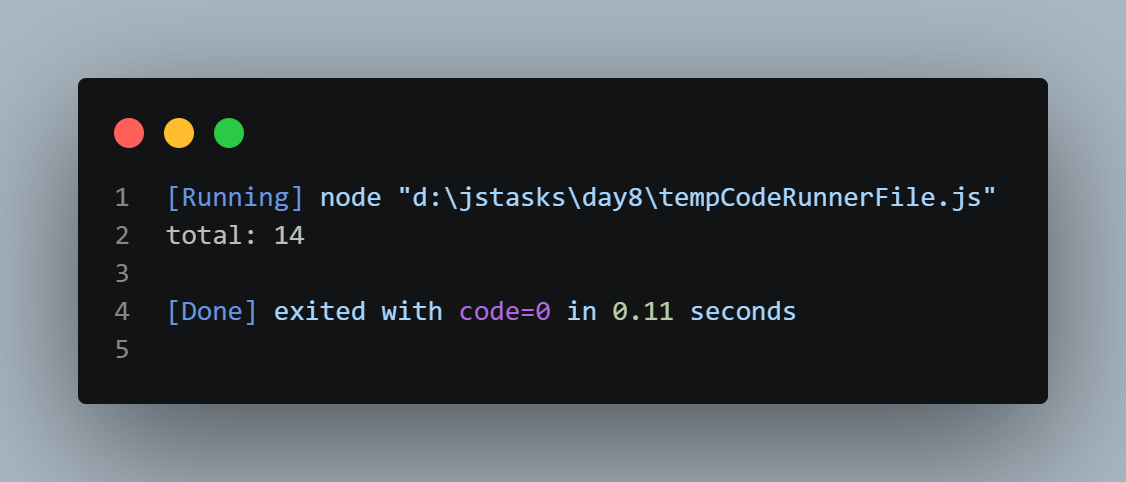 1 [Running] node "d:\jstasks\day8\tempCodeRunnerFile.js"
2 total: 14
3
4 [Done] exited with code=0 in 0.11 seconds
5